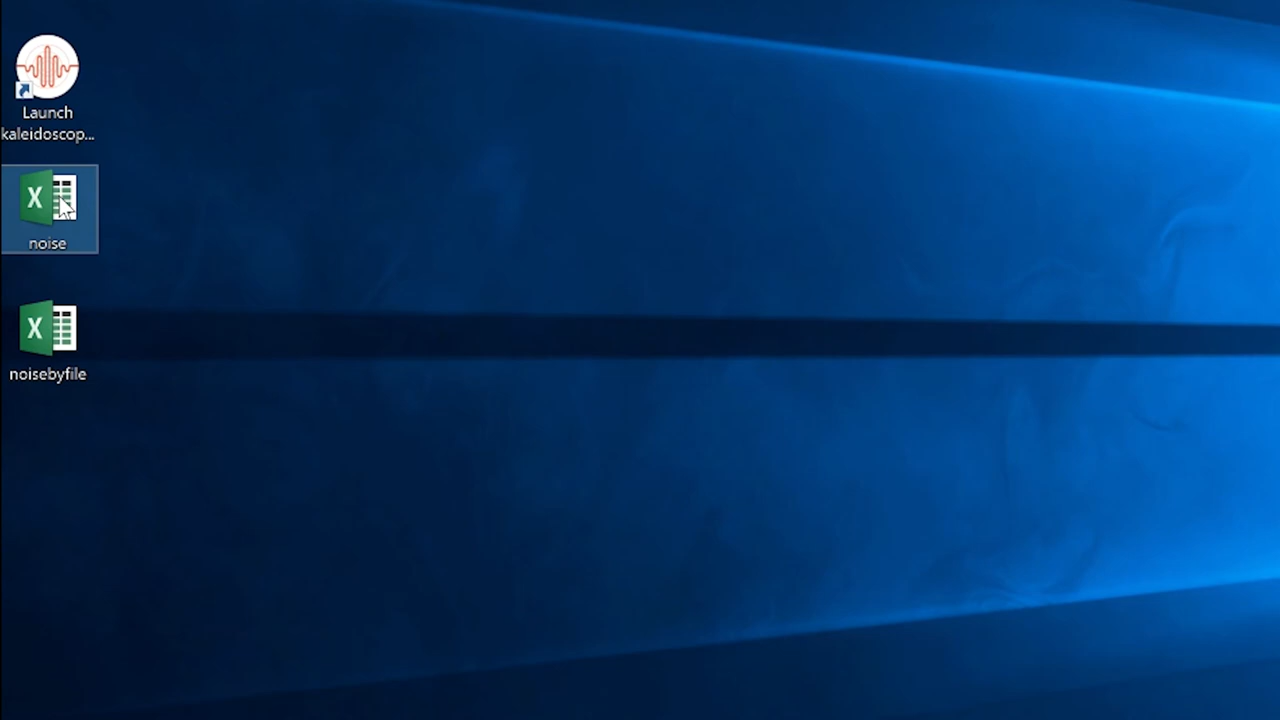 Launch
kaleidoscop...
X
noise
X
noisebyfile